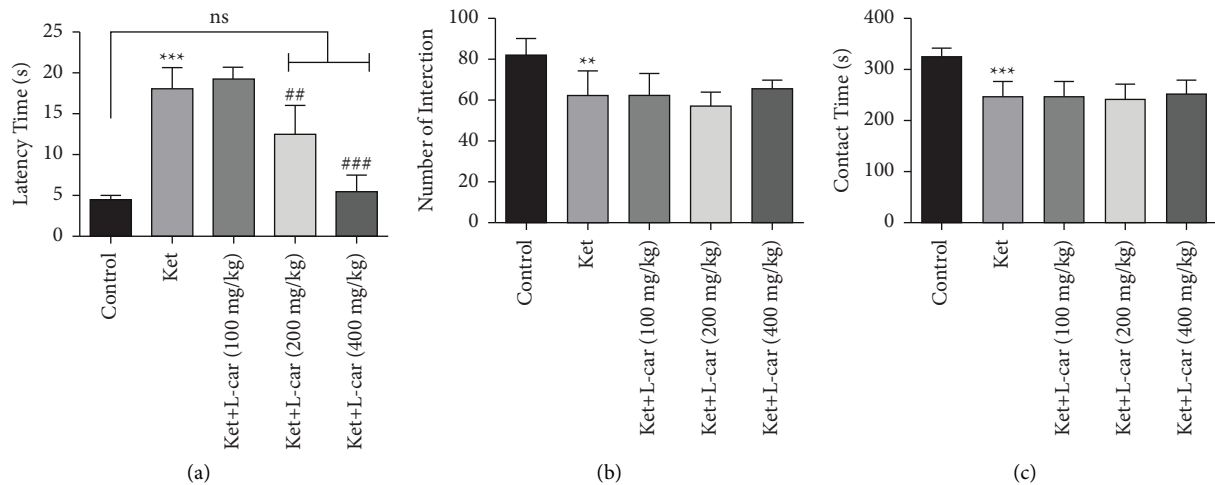 ns
25
20
15
10
5
0
Latency Time (s)
***
##
###
Control
Ket
Ket+L-car (100 mg/kg)
Ket+L-car (200 mg/kg)
Ket+L-car (400 mg/kg)
(a)
100
80
60
40
20
0
Number of Interction
**
Control
Ket
Ket+L-car (100 mg/kg)
Ket+L-car (200 mg/kg)
Ket+L-car (400 mg/kg)
(b)
400
300
200
100
0
Contact Time (s)
***
Control
Ket
Ket+L-car (100 mg/kg)
Ket+L-car (200 mg/kg)
Ket+L-car (400 mg/kg)
(c)